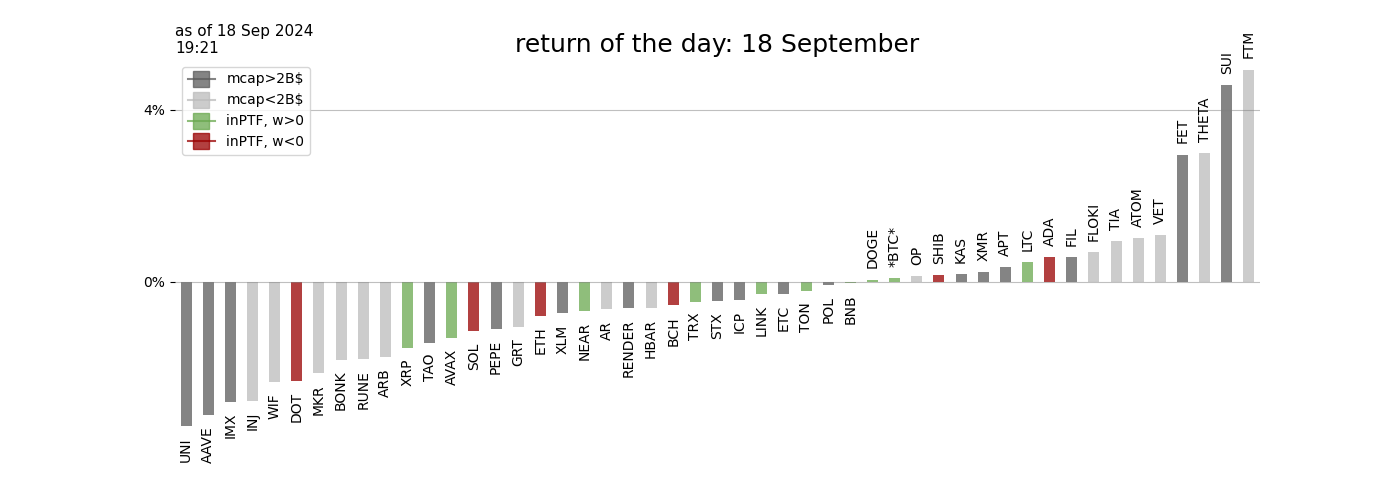 as of 18 Sep 2024
19:21
return of the day: 18 September
mcap>2B$
mcap<2B$
inPTF, w>0
inPTF, w<0
4%
0%
UNI
AAVE
IMX
INJ
WIF
DOT
MKR
BONK
RUNE
ARB
XRP
TAO
AVAX
SOL
PEPE
GRT
ETH
XLM
NEAR
AR
RENDER
HBAR
BCH
TRX
STX
ICP
LINK
ETC
TON
POL
BNB
DOGE
*BTC*
OP
SHIB
KAS
XMR
APT
LTC
ADA
FIL
FLOKI
TIA
ATOM
VET
FET
THETA
SUI
FTM